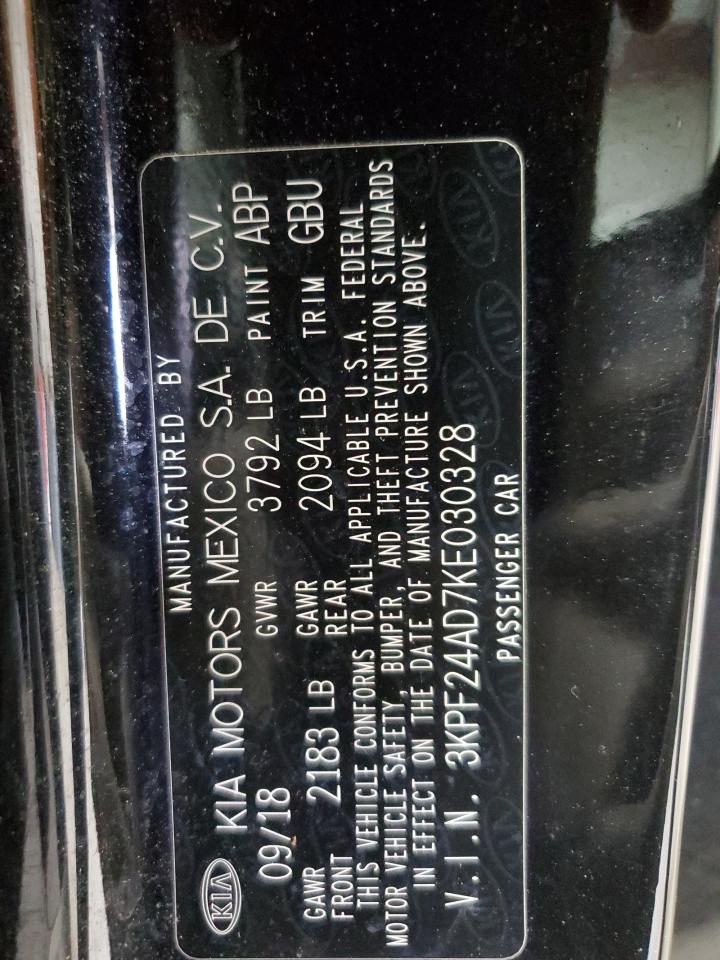 MANUFACTURED BY
KIA KIA MOTORS MEXICO S.A. DE C.V.
09/18 GVWR 3792 LB PAINT ABP
GAWR FRONT 2183 LB GAWR REAR 2094 LB TRIM GBU
THIS VEHICLE CONFORMS TO ALL APPLICABLE U.S.A. FEDERAL
MOTOR VEHICLE SAFETY, BUMPER, AND THEFT PREVENTION STANDARDS
IN EFFECT ON THE DATE OF MANUFACTURE SHOWN ABOVE.
V.I.N. 3KPF24AD7KE030328
PASSENGER CAR